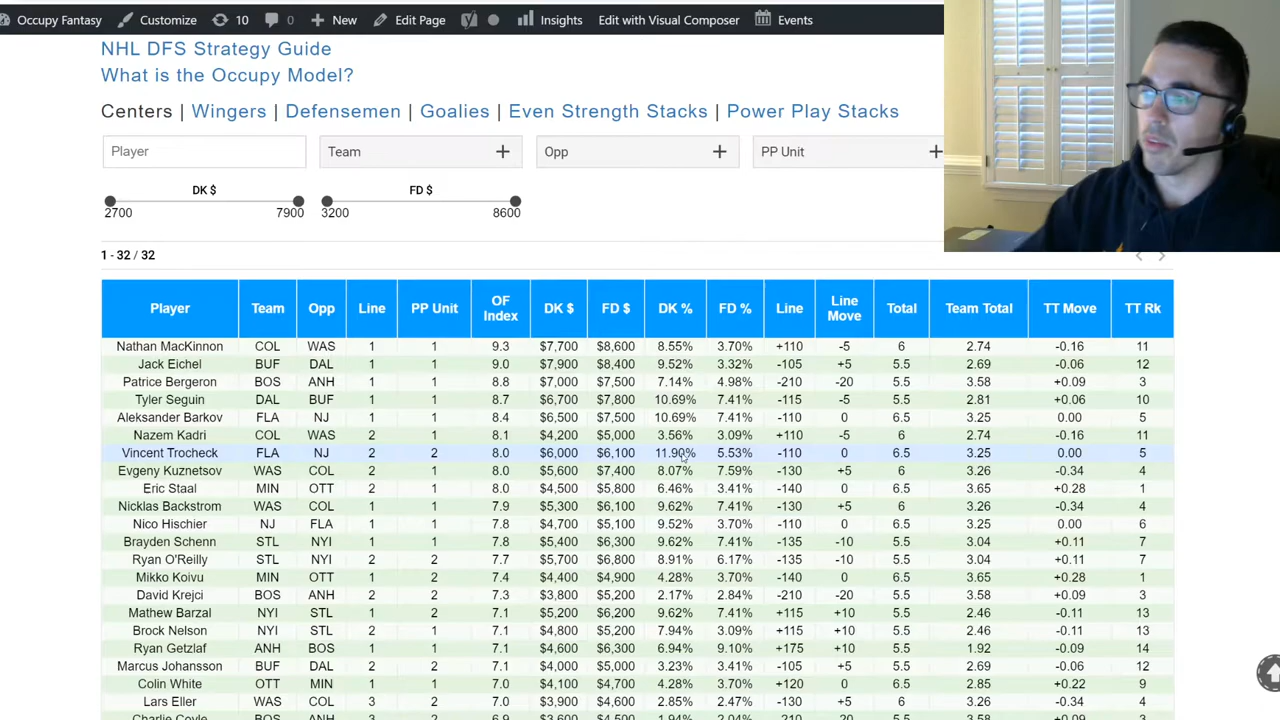 Occupy Fantasy Customize 10 0 New Edit Page Insights Edit with Visual Composer Events
NHL DFS Strategy Guide
What is the Occupy Model?
Centers | Wingers | Defensemen | Goalies | Even Strength Stacks | Power Play Stacks
Player Team + Opp + PP Unit +
DK $ FD $
2700 7900 3200 8600
1 - 32 / 32
Player Team Opp Line PP Unit OF Index DK $ FD $ DK % FD % Line Line Move Total Team Total TT Move TT Rk
Nathan MacKinnon COL WAS 1 1 9.3 $7,700 $8,600 8.55% 3.70% +110 -5 6 2.74 -0.16 11
Jack Eichel BUF DAL 1 1 9.0 $7,900 $8,400 9.52% 3.32% -105 +5 5.5 2.69 -0.06 12
Patrice Bergeron BOS ANH 1 1 8.8 $7,000 $7,500 7.14% 4.98% -210 -20 5.5 3.58 +0.09 3
Tyler Seguin DAL BUF 1 1 8.7 $6,700 $7,800 10.69% 7.41% -115 -5 5.5 2.81 +0.06 10
Aleksander Barkov FLA NJ 1 1 8.4 $6,500 $7,500 10.69% 7.41% -110 0 6.5 3.25 0.00 5
Nazem Kadri COL WAS 2 1 8.1 $4,200 $5,000 3.56% 3.09% +110 -5 6 2.74 -0.16 11
Vincent Trocheck FLA NJ 2 2 8.0 $6,000 $6,100 11.90% 5.53% -110 0 6.5 3.25 0.00 5
Evgeny Kuznetsov WAS COL 2 1 8.0 $5,600 $7,400 8.07% 7.59% -130 +5 6 3.26 -0.34 4
Eric Staal MIN OTT 2 1 8.0 $4,500 $5,800 6.46% 3.41% -140 0 6.5 3.65 +0.28 1
Nicklas Backstrom WAS COL 1 1 7.9 $5,300 $6,100 9.62% 3.70% -130 +5 6 3.26 -0.34 4
Nico Hischier NJ FLA 1 1 7.8 $4,700 $5,100 9.52% 3.70% -110 0 6.5 3.25 0.00 6
Brayden Schenn STL NYI 1 1 7.8 $5,400 $6,300 9.62% 7.41% -135 -10 5.5 3.04 +0.11 7
Ryan O'Reilly STL NYI 2 2 7.7 $5,700 $6,800 8.91% 6.17% -135 -10 5.5 3.04 +0.11 7
Mikko Koivu MIN OTT 1 2 7.4 $4,400 $4,900 4.28% 3.70% -140 0 6.5 3.65 +0.28 1
David Krejci BOS ANH 2 2 7.3 $3,800 $5,200 2.17% 2.84% -210 -20 5.5 3.58 +0.09 3
Mathew Barzal NYI STL 1 2 7.1 $5,200 $6,200 9.62% 7.41% +115 +10 5.5 2.46 -0.11 13
Brock Nelson NYI STL 2 1 7.1 $4,800 $5,200 7.94% 3.09% +115 +10 5.5 2.46 -0.11 13
Ryan Getzlaf ANH BOS 1 1 7.1 $4,600 $6,300 6.94% 9.10% +175 +10 5.5 1.92 -0.09 14
Marcus Johansson BUF DAL 2 2 7.1 $4,000 $5,000 3.23% 3.41% -105 +5 5.5 2.69 -0.06 12
Colin White OTT MIN 1 1 7.0 $4,100 $4,700 4.28% 3.70% +120 0 6.5 2.85 +0.22 9
Lars Eller WAS COL 3 2 7.0 $3,900 $4,600 2.85% 2.47% -130 +5 6 3.26 -0.34 4
Charlie Coyle BOS ANH 3 2 6.9 $3,600 $4,500 1.94% 2.04% -210 -20 5.5 3.58 +0.09 3